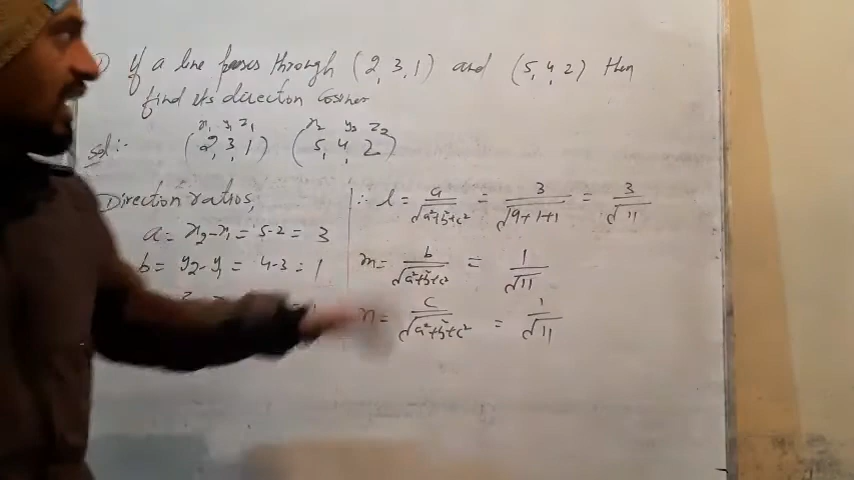 If a line passes through (2, 3, 1) and (5, 4, 2) then
find its direction cosines
Sol:- x₁ y₁ z₁ x₂ y₂ z₂
(2, 3, 1) (5, 4, 2)
Direction ratios,
a = x₂-x₁ = 5-2 = 3
b = y₂-y₁ = 4-3 = 1
∴ l = a/√a²+b²+c² = 3/√9+1+1 = 3/√11
m = b/√a²+b²+c² = 1/√11
n = c/√a²+b²+c² = 1/√11